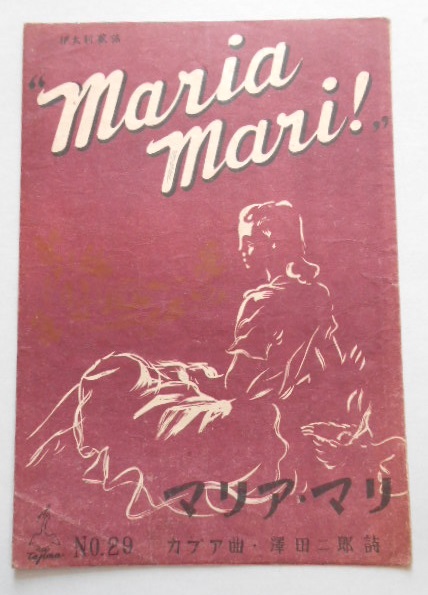 伊太利歌謡
"Maria
Mari!"
マリア・マリ
NO.29
カプア曲・澤田二郎詩